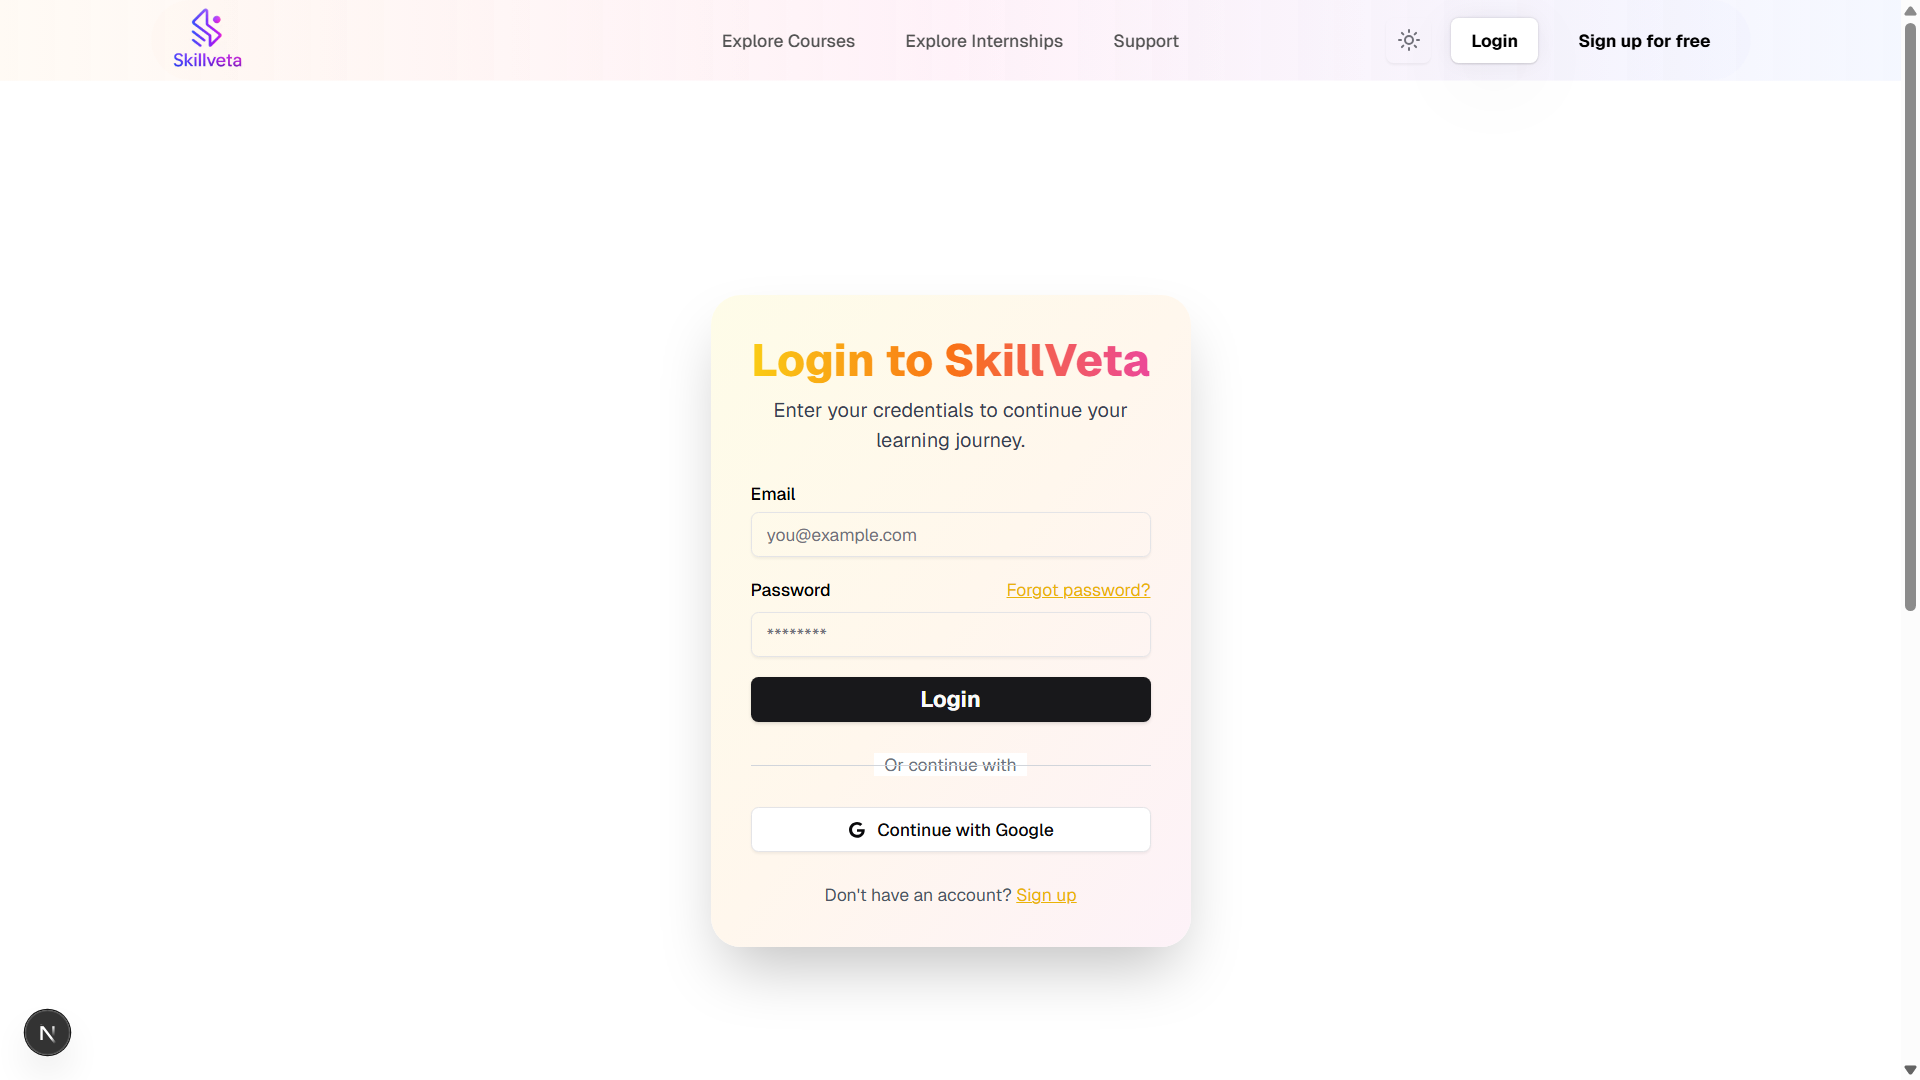 Skillveta
Explore Courses
Explore Internships
Support
Login
Sign up for free
Login to SkillVeta
Enter your credentials to continue your
learning journey.
Email
you@example.com
Password
Forgot password?
********
Login
Or continue with
G Continue with Google
Don't have an account? Sign up
N